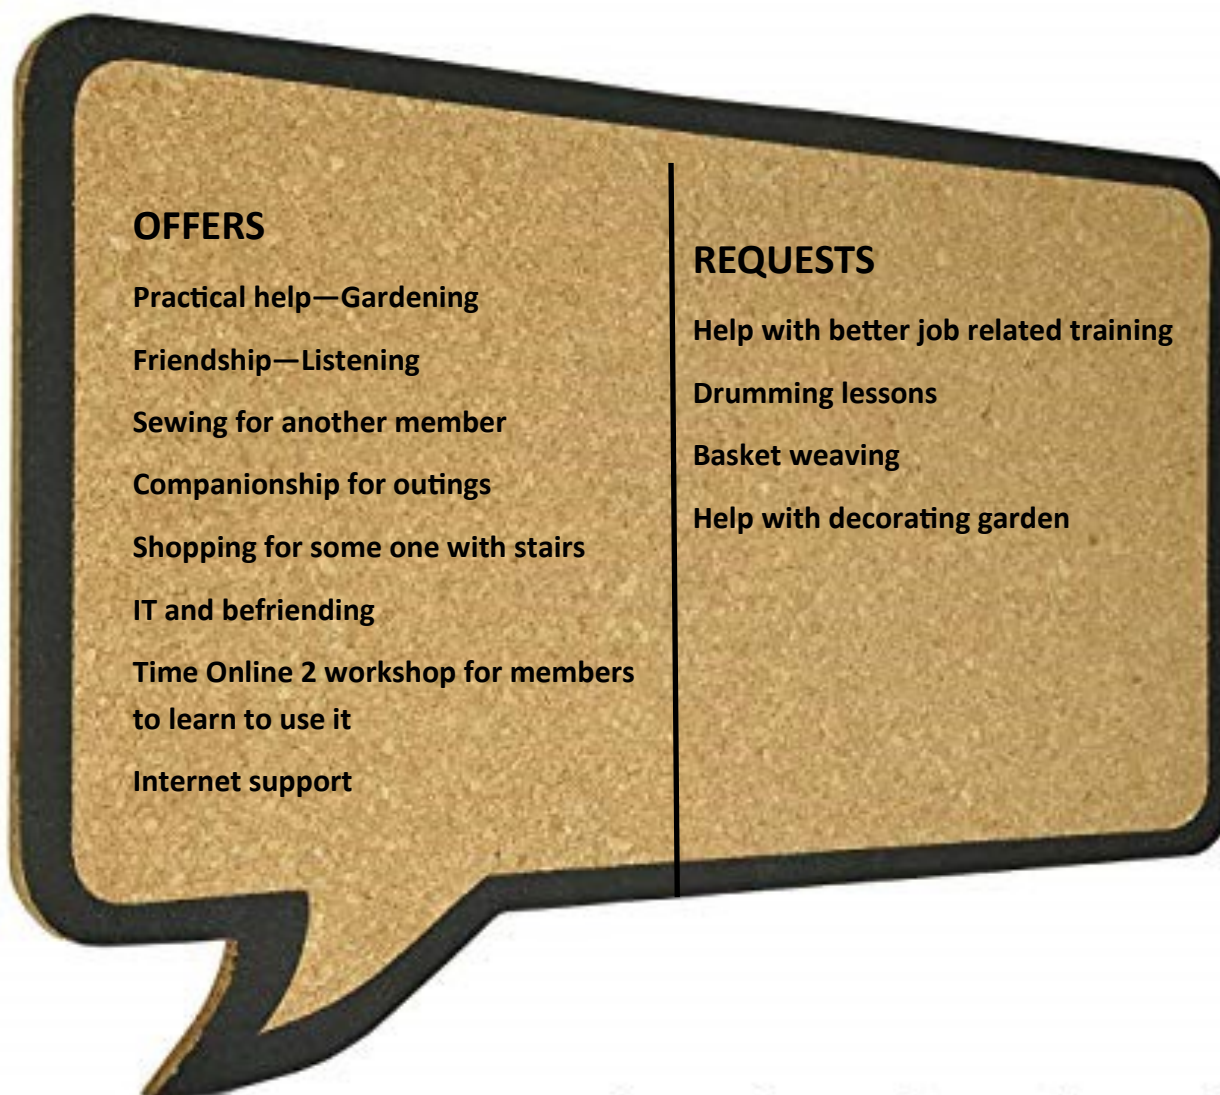 OFFERS
Practical help—Gardening
Friendship—Listening
Sewing for another member
Companionship for outings
Shopping for some one with stairs
IT and befriending
Time Online 2 workshop for members
to learn to use it
Internet support
REQUESTS
Help with better job related training
Drumming lessons
Basket weaving
Help with decorating garden